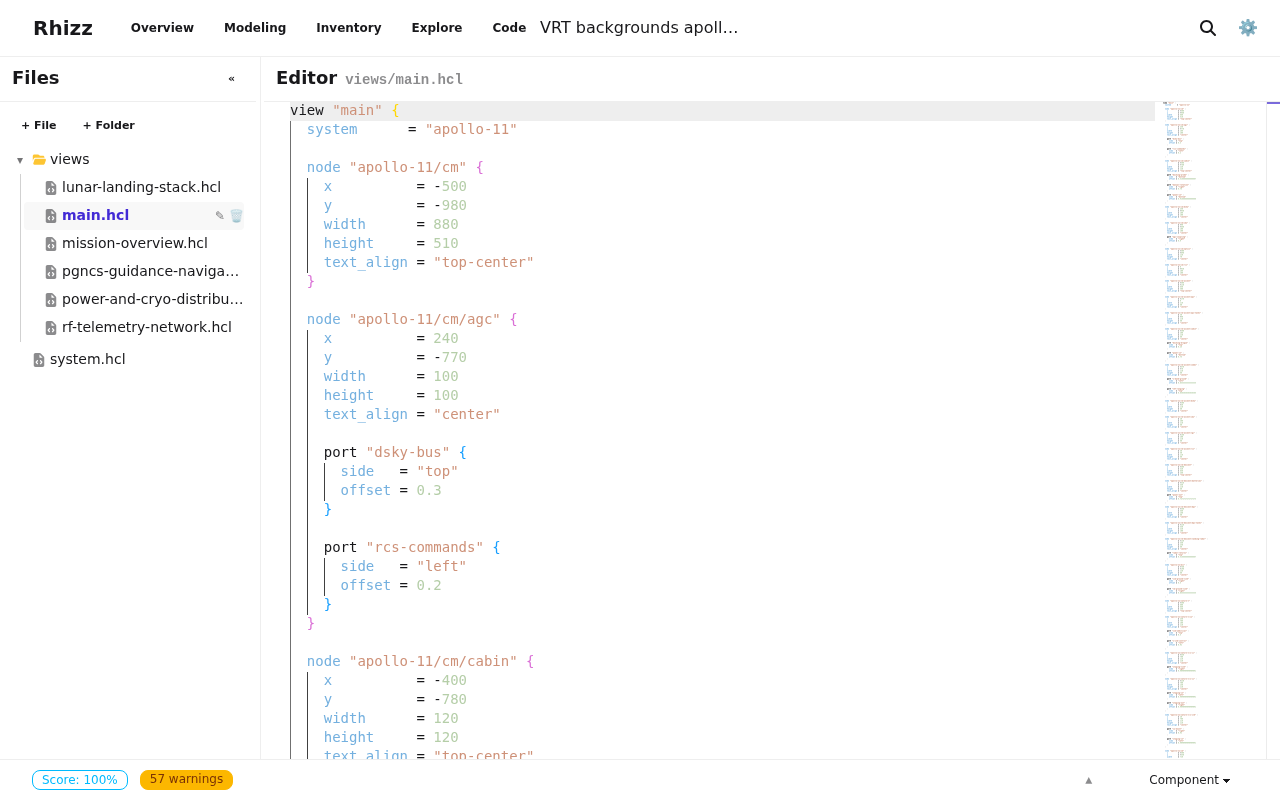 Rhizz Overview Modeling Inventory Explore Code VRT backgrounds apoll…
Files «
Editor views/main.hcl
+ File + Folder
views
lunar-landing-stack.hcl
main.hcl
mission-overview.hcl
pgncs-guidance-naviga…
power-and-cryo-distribu…
rf-telemetry-network.hcl
system.hcl
view "main" {
system = "apollo-11"
node "apollo-11/cm" {
x = -500
y = -980
width = 880
height = 510
text_align = "top-center"
}
node "apollo-11/cm/agc" {
x = 240
y = -770
width = 100
height = 100
text_align = "center"
port "dsky-bus" {
side = "top"
offset = 0.3
}
port "rcs-commands" {
side = "left"
offset = 0.2
}
}
node "apollo-11/cm/cabin" {
x = -400
y = -780
width = 120
height = 120
text_align = "top-center"
Score: 100% 57 warnings
Component